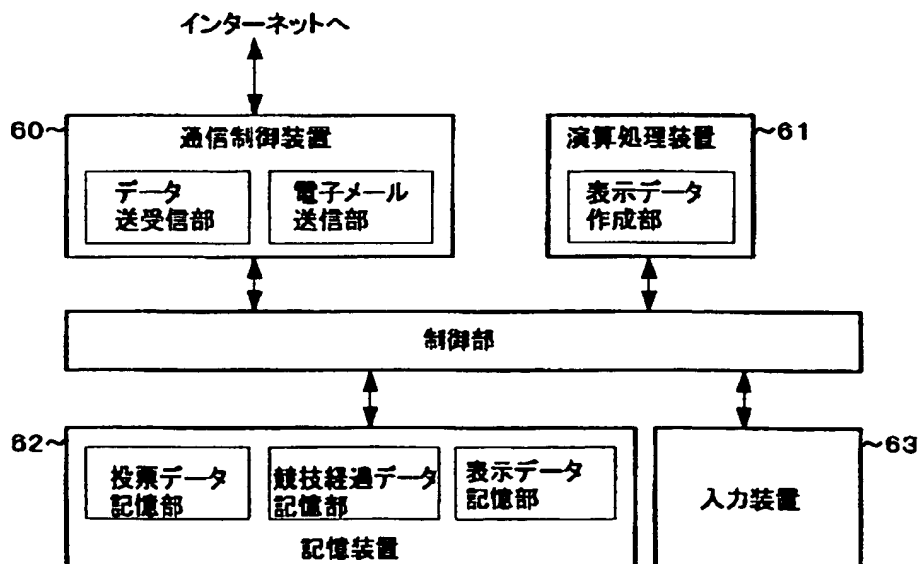 インターネットへ
60
通信制御装置
データ
送受信部
電子メール
送信部
61
演算処理装置
表示データ
作成部
制御部
62
投票データ
記憶部
競技経過データ
記憶部
表示データ
記憶部
記憶装置
63
入力装置